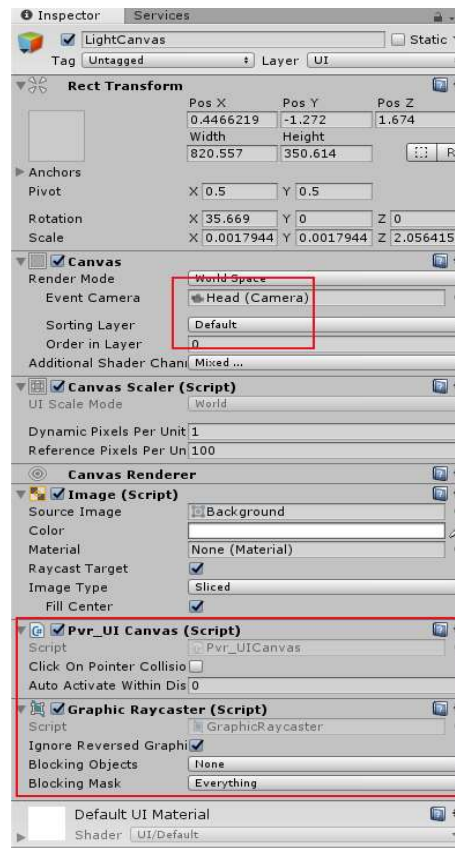 Inspector Services
LightCanvas Static
Tag Untagged Layer UI
Rect Transform
Pos X Pos Y Pos Z
0.4466219 -1.272 1.674
Width Height
820.557 350.614 R
Anchors
Pivot X 0.5 Y 0.5
Rotation X 35.669 Y 0 Z 0
Scale X 0.0017944 Y 0.0017944 Z 2.056415
Canvas
Render Mode World Space
Event Camera Head (Camera)
Sorting Layer Default
Order in Layer 0
Additional Shader Chan Mixed ...
Canvas Scaler (Script)
UI Scale Mode World
Dynamic Pixels Per Unit 1
Reference Pixels Per Un 100
Canvas Renderer
Image (Script)
Source Image Background
Color
Material None (Material)
Raycast Target
Image Type Sliced
Fill Center
Pvr_UI Canvas (Script)
Script Pvr_UICanvas
Click On Pointer Collisio
Auto Activate Within Dis 0
Graphic Raycaster (Script)
Script GraphicRaycaster
Ignore Reversed Graphi
Blocking Objects None
Blocking Mask Everything
Default UI Material
Shader UI/Default